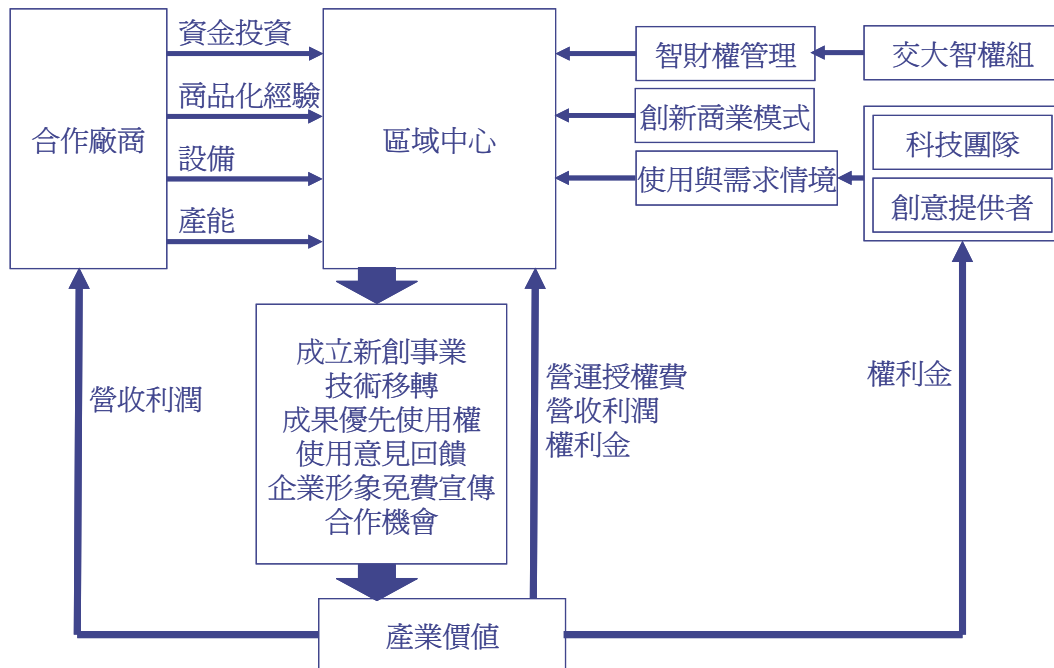 資金投資
商品化經驗
設備
產能
合作廠商
區域中心
智財權管理
交大智權組
創新商業模式
使用與需求情境
科技團隊
創意提供者
成立新創事業
技術移轉
成果優先使用權
使用意見回饋
企業形象免費宣傳
合作機會
營收利潤
營運授權費
營收利潤
權利金
權利金
產業價值